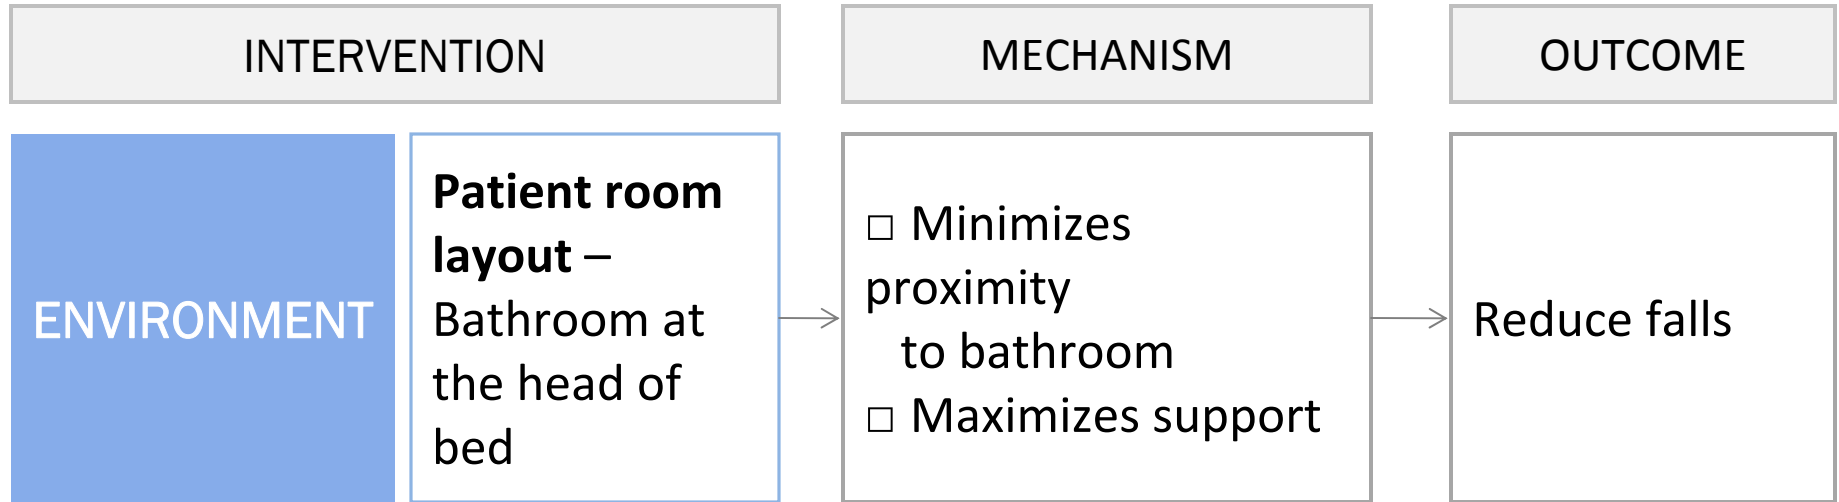 INTERVENTION
MECHANISM
OUTCOME
ENVIRONMENT
Patient room
layout –
Bathroom at
the head of
bed
□ Minimizes
proximity
to bathroom
□ Maximizes support
Reduce falls